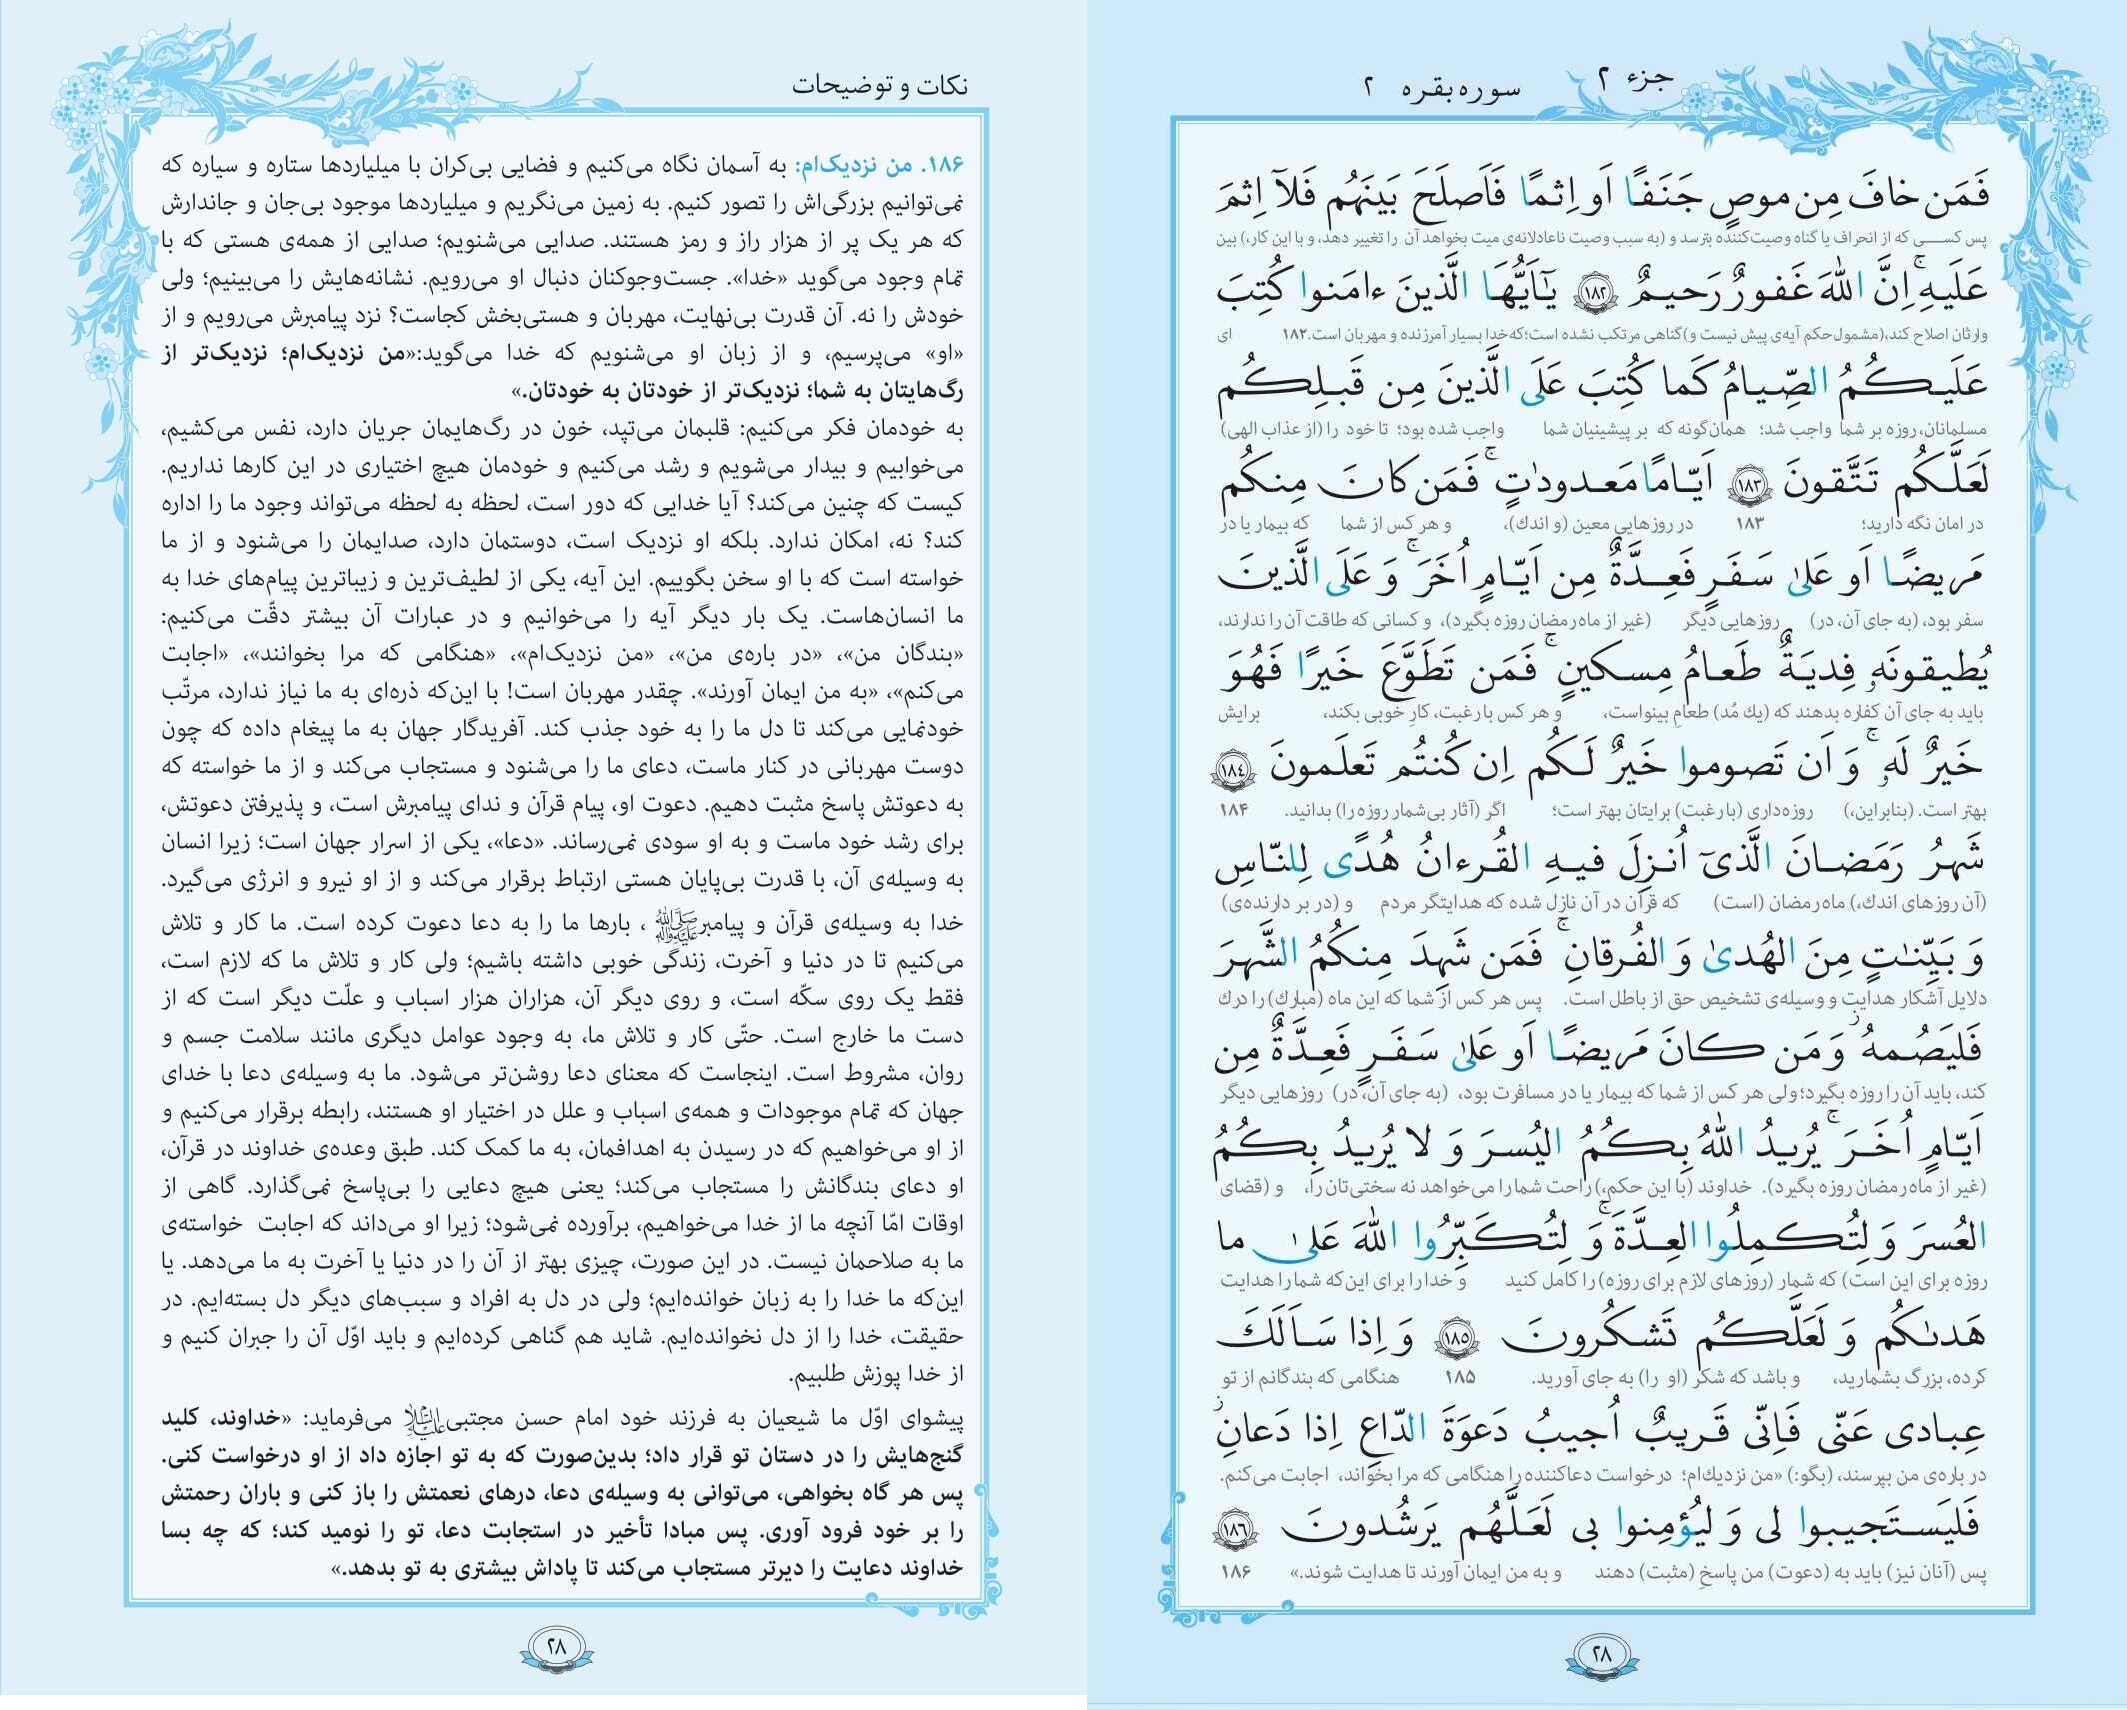 جزء ۲
سوره بقره ۲
فَمَن خافَ مِن موصٍ جَنَفًا اَو اِثمًا فَاَصلَحَ بَينَهُم فَلآ اِثمَ
پس کسی که از انحراف یا گناه وصیت‌کننده بترسد و (به سبب وصیت ناعادلانه‌ی میت بخواهد آن را تغییر دهد، و با این کار،) بین
عَلَيهِ ۚ اِنَّ اللّٰهَ غَفورٌ رَحيمٌ ﴿١٨٢﴾ يٰٓاَيُّهَا الَّذينَ ءامَنوا كُتِبَ
وارثان اصلاح کند، (مشمول حکم آیه‌ی پیش نیست و) گناهی مرتکب نشده است؛ که خدا بسیار آمرزنده و مهربان است. ۱۸۲ ای
عَلَيكُمُ الصِّيامُ كَما كُتِبَ عَلَى الَّذينَ مِن قَبلِكُم
مسلمانان، روزه بر شما واجب شد؛ همان‌گونه که بر پیشینیان شما واجب شده بود؛ تا خود را (از عذاب الهی)
لَعَلَّكُم تَتَّقونَ ﴿١٨٣﴾ اَيّامًا مَعدودٰتٍ ۚ فَمَن كانَ مِنكُم
در امان نگه دارید؛ ۱۸۳ در روزهایی معین (و اندك)، و هر کس از شما که بیمار یا در
مَريضًا اَو عَلىٰ سَفَرٍ فَعِدَّةٌ مِن اَيّامٍ اُخَرَ ۚ وَ عَلَى الَّذينَ
سفر بود، (به جای آن، در) روزهایی دیگر (غیر از ماه رمضان روزه بگیرد)، و کسانی که طاقت آن را ندارند،
يُطيقونَهٗ فِديَةٌ طَعامُ مِسكينٍ ۚ فَمَن تَطَوَّعَ خَيرًا فَهُوَ
باید به جای آن کفاره بدهند که (یك مُد) طعامِ بینواست، و هر کس با رغبت، کارِ خوبی بکند، برایش
خَيرٌ لَهٗ ۚ وَ اَن تَصوموا خَيرٌ لَكُم اِن كُنتُم تَعلَمونَ ﴿١٨٤﴾
بهتر است. (بنابراین،) روزه‌داری (با رغبت) برایتان بهتر است؛ اگر (آثار بی‌شمار روزه را) بدانید. ۱۸۴
شَهرُ رَمَضانَ الَّذىٓ اُنزِلَ فيهِ القُرءانُ هُدًى لِلنّاسِ
(آن روزهای اندك،) ماه رمضان (است) که قرآن در آن نازل شده که هدایتگر مردم و (در بر دارنده‌ی)
وَ بَيِّنٰتٍ مِنَ الهُدىٰ وَ الفُرقانِ ۚ فَمَن شَهِدَ مِنكُمُ الشَّهرَ
دلایل آشکار هدایت و وسیله‌ی تشخیص حق از باطل است. پس هر کس از شما که این ماه (مبارك) را درك
فَليَصُمهُ ۖ وَ مَن كانَ مَريضًا اَو عَلىٰ سَفَرٍ فَعِدَّةٌ مِن
کند، باید آن را روزه بگیرد؛ ولی هر کس از شما که بیمار یا در مسافرت بود، (به جای آن، در) روزهایی دیگر
اَيّامٍ اُخَرَ ۚ يُريدُ اللّٰهُ بِكُمُ اليُسرَ وَ لا يُريدُ بِكُمُ
(غیر از ماه رمضان روزه بگیرد). خداوند (با این حکم،) راحت شما را می‌خواهد نه سختی‌تان را، و (قضای
العُسرَ وَ لِتُكمِلُوا العِدَّةَ ۚ وَ لِتُكَبِّرُوا اللّٰهَ عَلىٰ ما
روزه برای این است) که شمار (روزهای لازم برای روزه) را کامل کنید و خدا را برای این‌که شما را هدایت
هَدىٰكُم وَ لَعَلَّكُم تَشكُرونَ ﴿١٨٥﴾ وَ اِذا سَاَلَكَ
کرده، بزرگ بشمارید، و باشد که شکر (او را) به جای آورید. ۱۸۵ هنگامی که بندگانم از تو
عِبادى عَنّى فَاِنّى قَريبٌ اُجيبُ دَعوَةَ الدّاعِ اِذا دَعانِ ۖ
در باره‌ی من بپرسند، (بگو:) «من نزدیك‌ام؛ درخواست دعاکننده را هنگامی که مرا بخواند، اجابت می‌کنم.
فَليَستَجيبوا لى وَ ليُؤمِنوا بى لَعَلَّهُم يَرشُدونَ ﴿١٨٦﴾
پس (آنان نیز) باید به (دعوت) من پاسخِ (مثبت) دهند و به من ایمان آورند تا هدایت شوند.» ۱۸۶
۲۸
نکات و توضیحات
۱۸۶. من نزدیک‌ام: به آسمان نگاه می‌کنیم و فضایی بی‌کران با میلیاردها ستاره و سیاره که
نمی‌توانیم بزرگی‌اش را تصور کنیم. به زمین می‌نگریم و میلیاردها موجود بی‌جان و جاندارش
که هر یک پر از هزار راز و رمز هستند. صدایی می‌شنویم؛ صدایی از همه‌ی هستی که با
تمام وجود می‌گوید «خدا». جست‌وجوکنان دنبال او می‌رویم. نشانه‌هایش را می‌بینیم؛ ولی
خودش را نه. آن قدرت بی‌نهایت، مهربان و هستی‌بخش کجاست؟ نزد پیامبرش می‌رویم و از
«او» می‌پرسیم، و از زبان او می‌شنویم که خدا می‌گوید:«من نزدیک‌ام؛ نزدیک‌تر از
رگ‌هایتان به شما؛ نزدیک‌تر از خودتان به خودتان.»
به خودمان فکر می‌کنیم: قلبمان می‌تپد، خون در رگ‌هایمان جریان دارد، نفس می‌کشیم،
می‌خوابیم و بیدار می‌شویم و رشد می‌کنیم و خودمان هیچ اختیاری در این کارها نداریم.
کیست که چنین می‌کند؟ آیا خدایی که دور است، لحظه به لحظه می‌تواند وجود ما را اداره
کند؟ نه، امکان ندارد. بلکه او نزدیک است، دوستمان دارد، صدایمان را می‌شنود و از ما
خواسته است که با او سخن بگوییم. این آیه، یکی از لطیف‌ترین و زیباترین پیام‌های خدا به
ما انسان‌هاست. یک بار دیگر آیه را می‌خوانیم و در عبارات آن بیشتر دقّت می‌کنیم:
«بندگان من»، «در باره‌ی من»، «من نزدیک‌ام»، «هنگامی که مرا بخوانند»، «اجابت
می‌کنم»، «به من ایمان آورند». چقدر مهربان است! با این‌که ذره‌ای به ما نیاز ندارد، مرتّب
خودنمایی می‌کند تا دل ما را به خود جذب کند. آفریدگار جهان به ما پیغام داده که چون
دوست مهربانی در کنار ماست، دعای ما را می‌شنود و مستجاب می‌کند و از ما خواسته که
به دعوتش پاسخ مثبت دهیم. دعوت او، پیام قرآن و ندای پیامبرش است، و پذیرفتن دعوتش،
برای رشد خود ماست و به او سودی نمی‌رساند. «دعا»، یکی از اسرار جهان است؛ زیرا انسان
به وسیله‌ی آن، با قدرت بی‌پایان هستی ارتباط برقرار می‌کند و از او نیرو و انرژی می‌گیرد.
خدا به وسیله‌ی قرآن و پیامبر ﷺ ، بارها ما را به دعا دعوت کرده است. ما کار و تلاش
می‌کنیم تا در دنیا و آخرت، زندگی خوبی داشته باشیم؛ ولی کار و تلاش ما که لازم است،
فقط یک روی سکّه است، و روی دیگر آن، هزاران هزار اسباب و علّت دیگر است که از
دست ما خارج است. حتّی کار و تلاش ما، به وجود عوامل دیگری مانند سلامت جسم و
روان، مشروط است. اینجاست که معنای دعا روشن‌تر می‌شود. ما به وسیله‌ی دعا با خدای
جهان که تمام موجودات و همه‌ی اسباب و علل در اختیار او هستند، رابطه برقرار می‌کنیم و
از او می‌خواهیم که در رسیدن به اهدافمان، به ما کمک کند. طبق وعده‌ی خداوند در قرآن،
او دعای بندگانش را مستجاب می‌کند؛ یعنی هیچ دعایی را بی‌پاسخ نمی‌گذارد. گاهی از
اوقات امّا آنچه ما از خدا می‌خواهیم، برآورده نمی‌شود؛ زیرا او می‌داند که اجابت خواسته‌ی
ما به صلاحمان نیست. در این صورت، چیزی بهتر از آن را در دنیا یا آخرت به ما می‌دهد. یا
این‌که ما خدا را به زبان خوانده‌ایم؛ ولی در دل به افراد و سبب‌های دیگر دل بسته‌ایم. در
حقیقت، خدا را از دل نخوانده‌ایم. شاید هم گناهی کرده‌ایم و باید اوّل آن را جبران کنیم و
از خدا پوزش طلبیم.
پیشوای اوّل ما شیعیان به فرزند خود امام حسن مجتبی علیه‌السلام می‌فرماید: «خداوند، کلید
گنج‌هایش را در دستان تو قرار داد؛ بدین‌صورت که به تو اجازه داد از او درخواست کنی.
پس هر گاه بخواهی، می‌توانی به وسیله‌ی دعا، درهای نعمتش را باز کنی و باران رحمتش
را بر خود فرود آوری. پس مبادا تأخیر در استجابت دعا، تو را نومید کند؛ که چه بسا
خداوند دعایت را دیرتر مستجاب می‌کند تا پاداش بیشتری به تو بدهد.»
۲۸